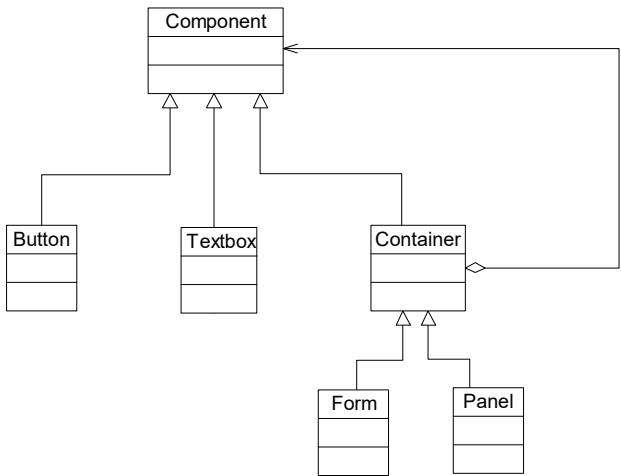 Component
Button
Textbox
Container
Form
Panel